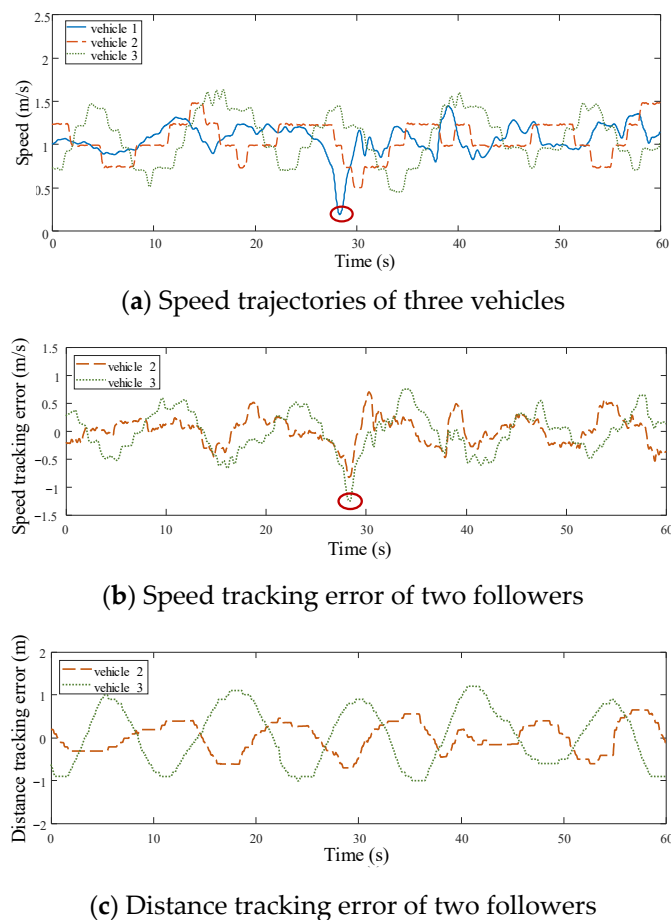 2.5
2
1.5
1
0.5
0
Speed (m/s)
vehicle 1
vehicle 2
vehicle 3
0 10 20 30 40 50 60
Time (s)
(a) Speed trajectories of three vehicles
1.5
1
0.5
0
−0.5
−1
−1.5
Speed tracking error (m/s)
vehicle 2
vehicle 3
0 10 20 30 40 50 60
Time (s)
(b) Speed tracking error of two followers
2
1
0
−1
−2
Distance tracking error (m)
vehicle 2
vehicle 3
0 10 20 30 40 50 60
Time (s)
(c) Distance tracking error of two followers